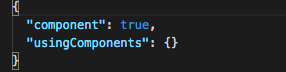 {
  "component": true,
  "usingComponents": {}
}